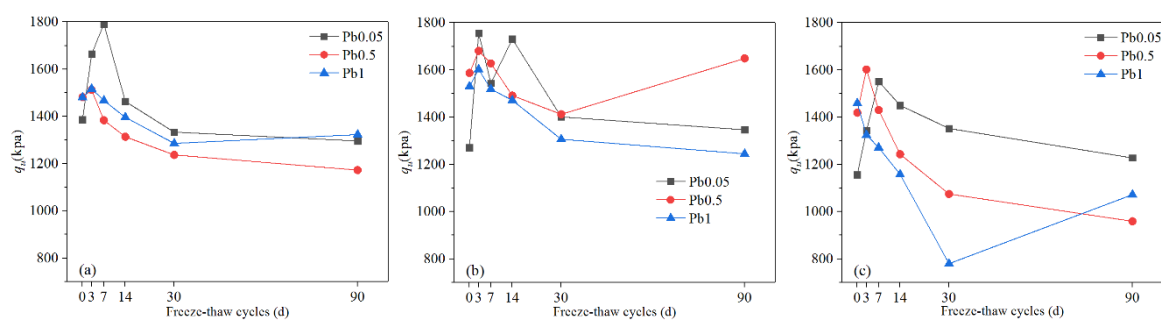 1800
1600
1400
1200
1000
800
qu(kpa)
Pb0.05
Pb0.5
Pb1
(a)
0 3 7 14 30 90
Freeze-thaw cycles (d)
1800
1600
1400
1200
1000
800
qu(kpa)
Pb0.05
Pb0.5
Pb1
(b)
0 3 7 14 30 90
Freeze-thaw cycles (d)
1800
1600
1400
1200
1000
800
qu(kpa)
Pb0.05
Pb0.5
Pb1
(c)
0 3 7 14 30 90
Freeze-thaw cycles (d)